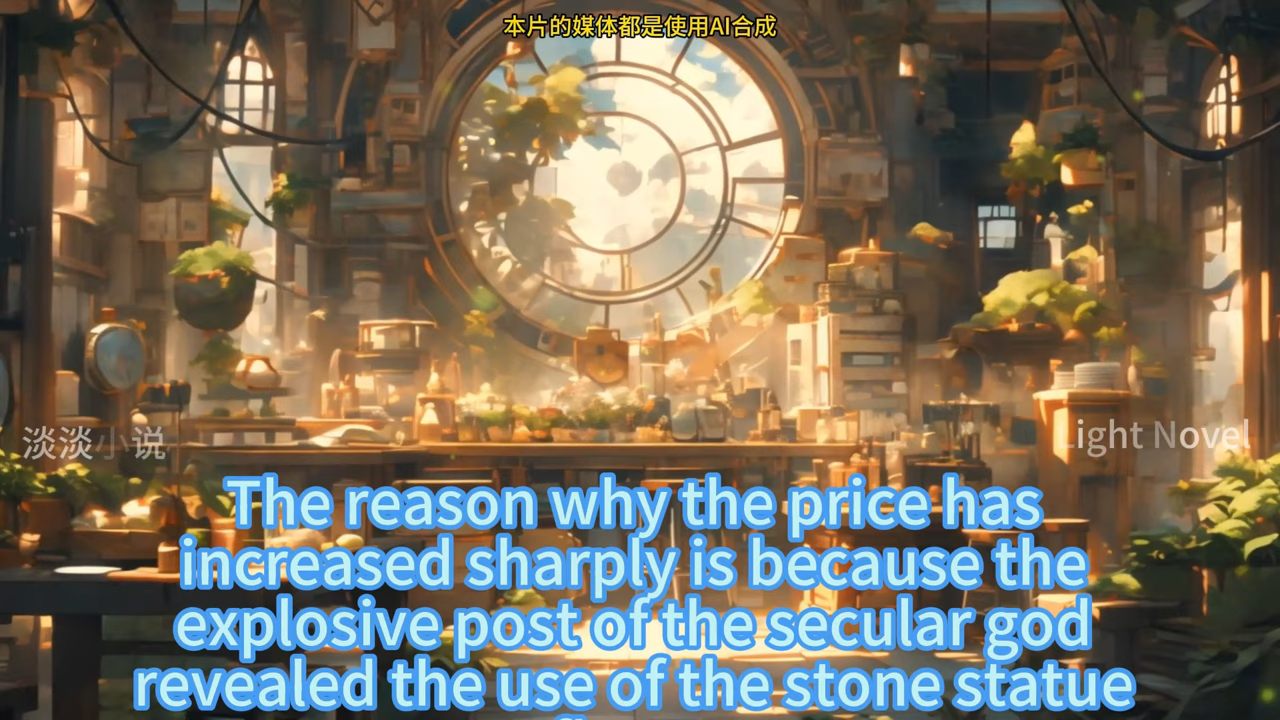 本片的媒体都是使用AI合成
淡淡小说
Light Novel
The reason why the price has
increased sharply is because the
explosive post of the secular god
revealed the use of the stone statue